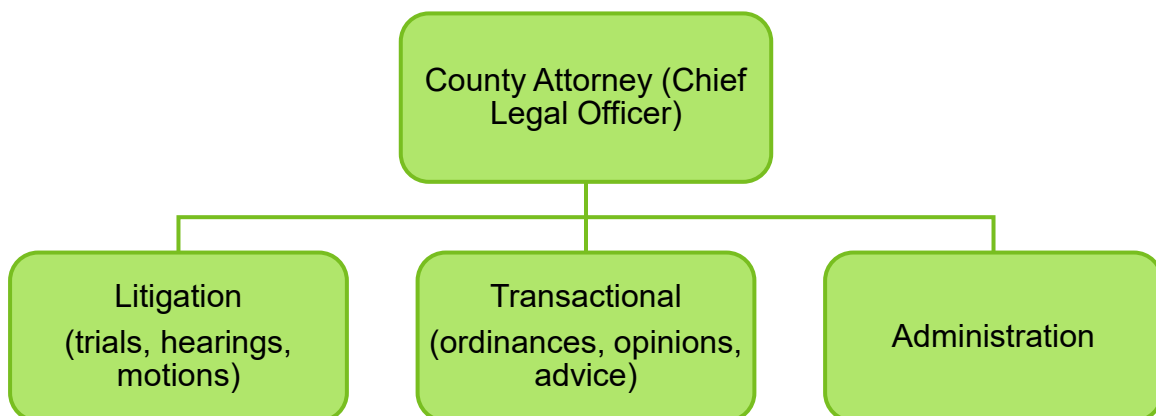 County Attorney (Chief
Legal Officer)
Litigation
(trials, hearings,
motions)
Transactional
(ordinances, opinions,
advice)
Administration